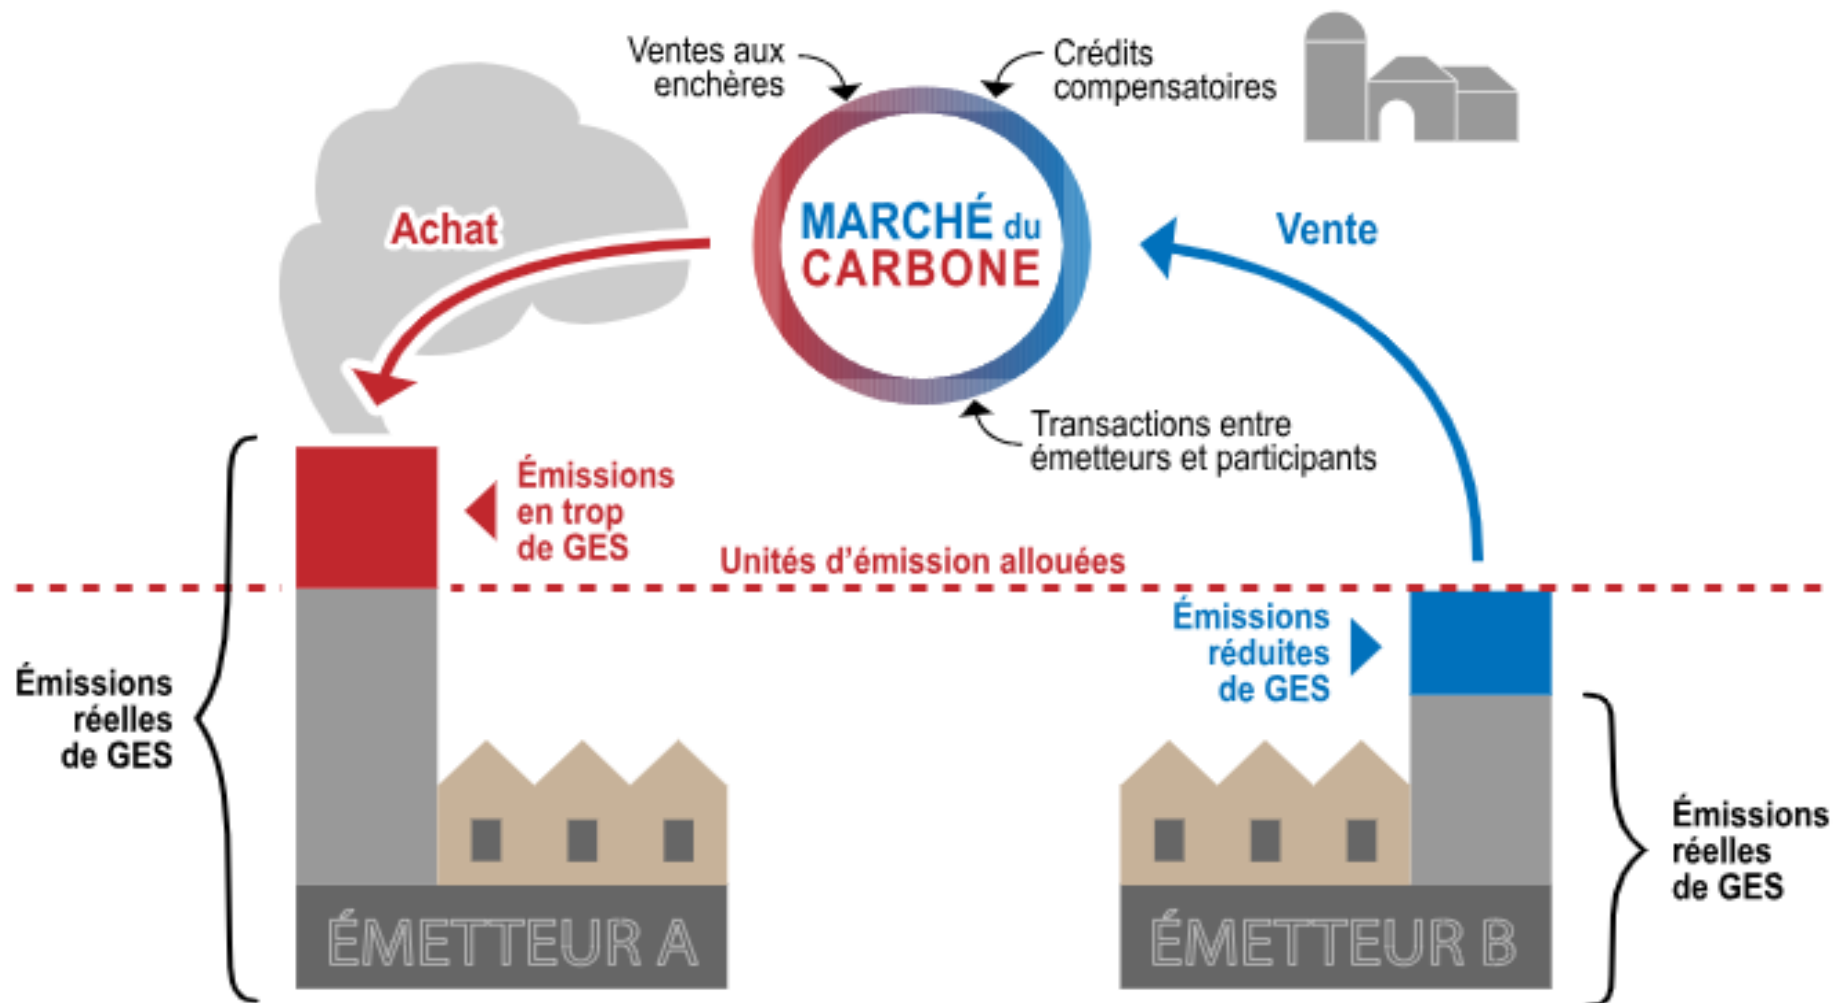 Ventes aux
enchères
Crédits
compensatoires
Achat
MARCHÉ du
CARBONE
Vente
Transactions entre
émetteurs et participants
Émissions
en trop
de GES
Unités d’émission allouées
Émissions
réduites
de GES
Émissions
réelles
de GES
Émissions
réelles
de GES
ÉMETTEUR A
ÉMETTEUR B